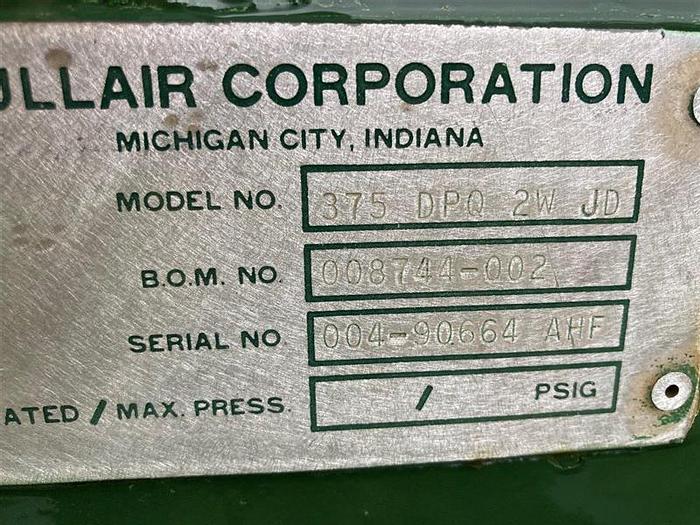 ULLAIR CORPORATION
MICHIGAN CITY, INDIANA
MODEL NO. 375 DPQ 2W JD
B.O.M. NO. 008744-002
SERIAL NO 004-90664 AHF
ATED / MAX. PRESS. / PSIG